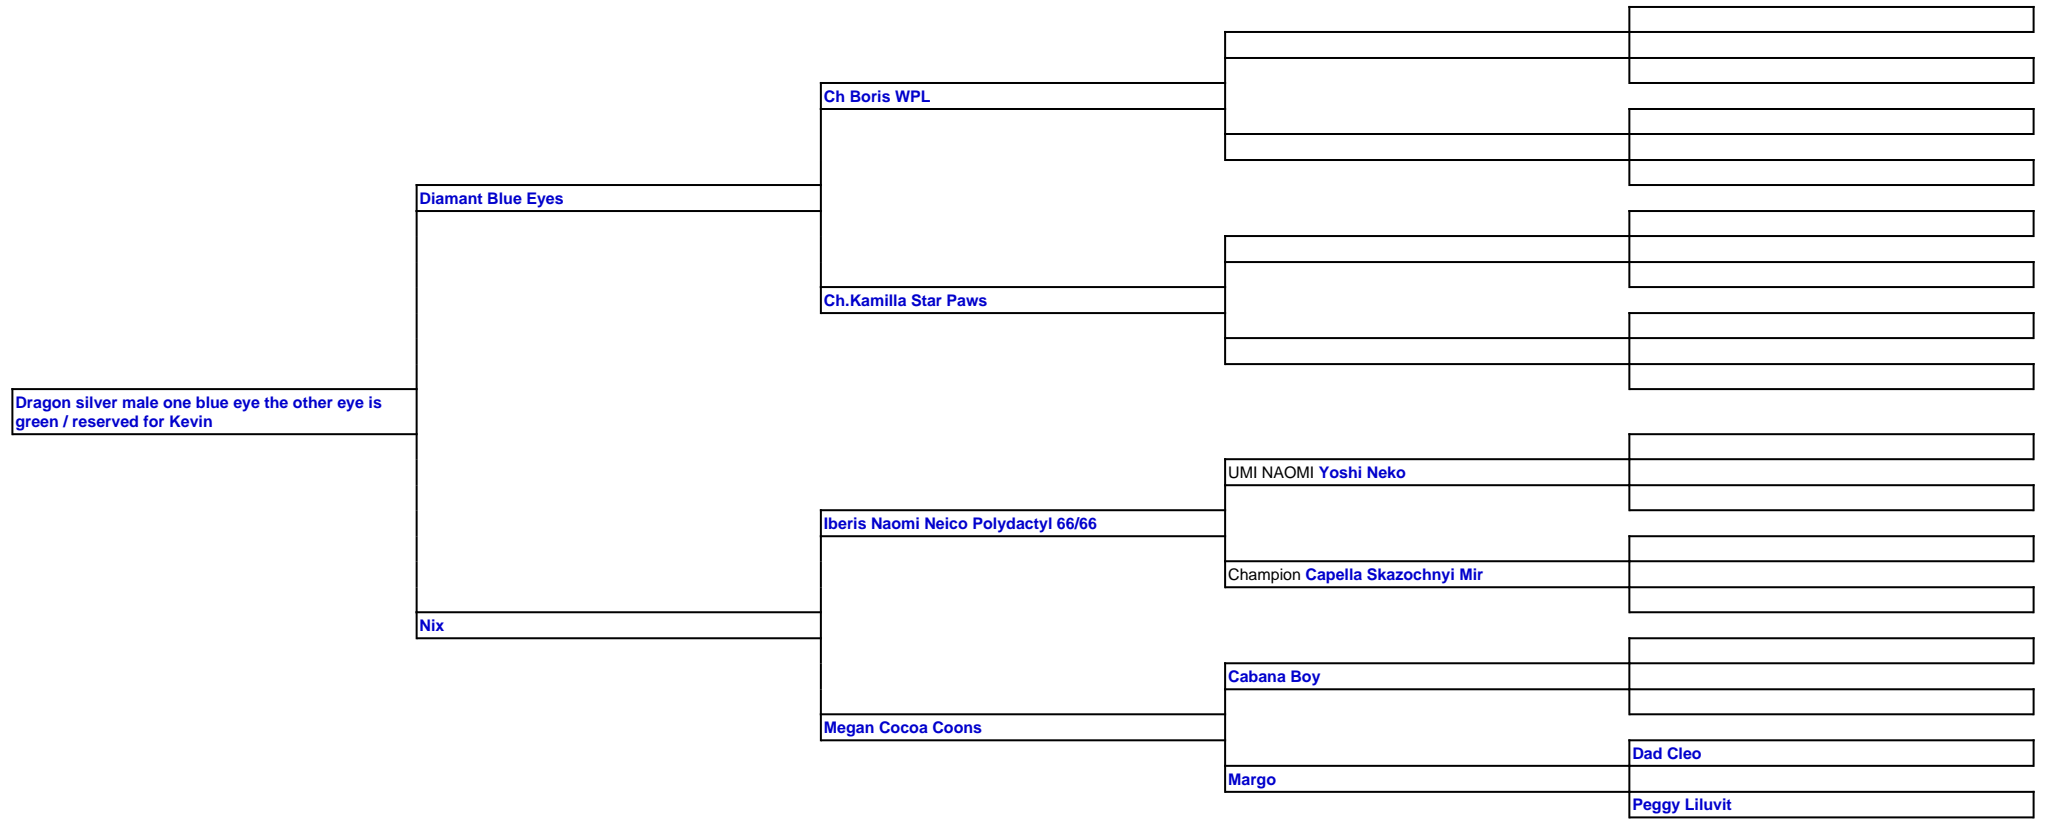 Ch Boris WPL
Diamant Blue Eyes
Ch.Kamilla Star Paws
Dragon silver male one blue eye the other eye is
green / reserved for Kevin
UMI NAOMI Yoshi Neko
Iberis Naomi Neico Polydactyl 66/66
Champion Capella Skazochnyi Mir
Nix
Cabana Boy
Megan Cocoa Coons
Dad Cleo
Margo
Peggy Liluvit